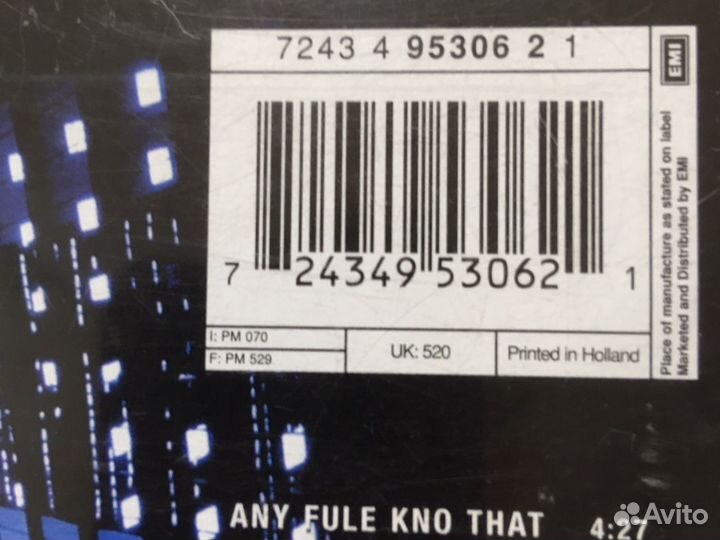 7243 4 95306 2 1
7 24349 53062 1
I: PM 070
F: PM 529
UK: 520
Printed in Holland
EMI
Place of manufacture as stated on label
Marketed and Distributed by EMI
ANY FULE KNO THAT 4:27
Avito